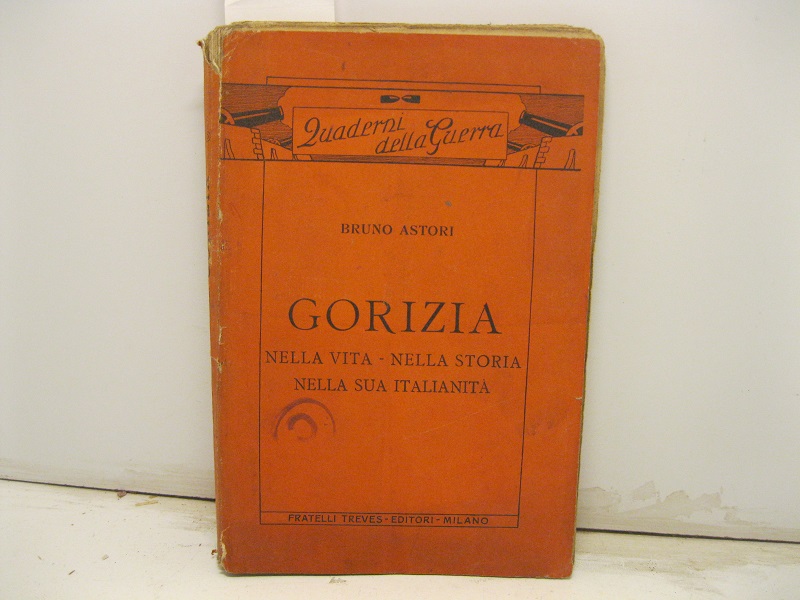 Quaderni
della Guerra
BRUNO ASTORI
GORIZIA
NELLA VITA - NELLA STORIA
NELLA SUA ITALIANITÀ
FRATELLI TREVES - EDITORI - MILANO